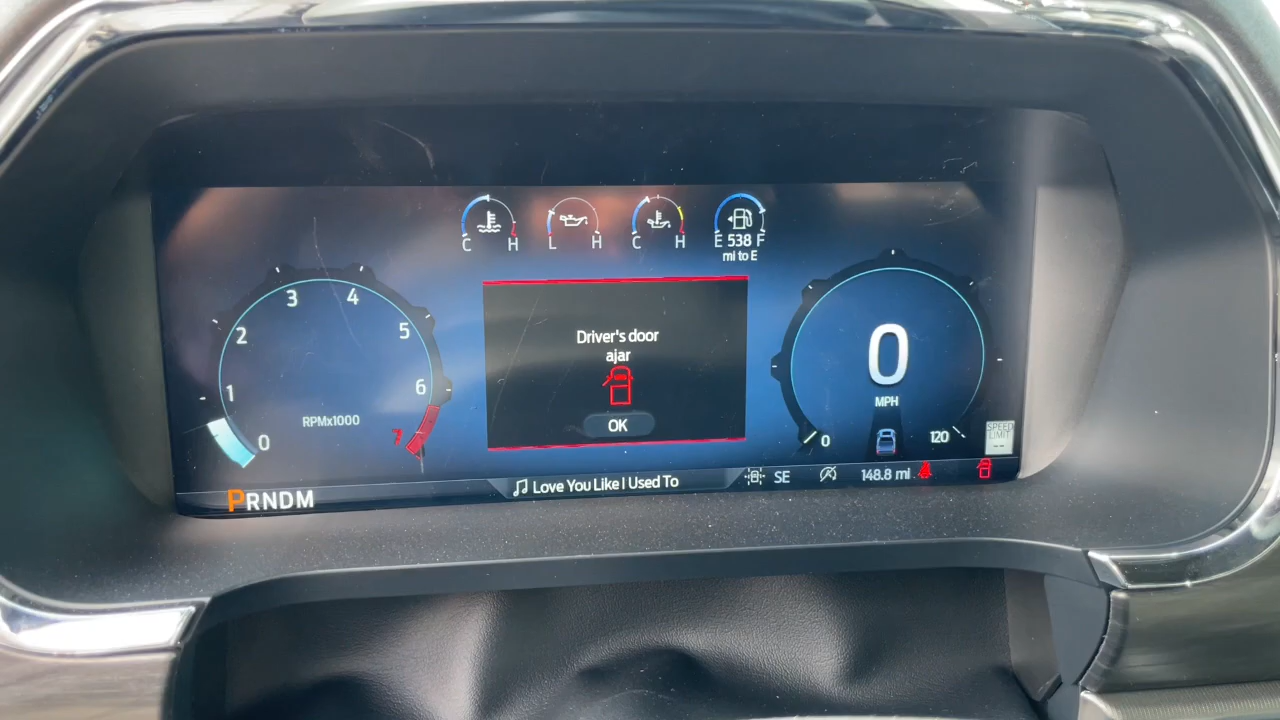 C H
L H
C H
E 538 F
mi to E
0
1
2
3
4
5
6
7
RPMx1000
Driver's door
ajar
OK
0
MPH
0
120
SPEED
LIMIT
--
PRNDM
Love You Like I Used To
SE
148.8 mi